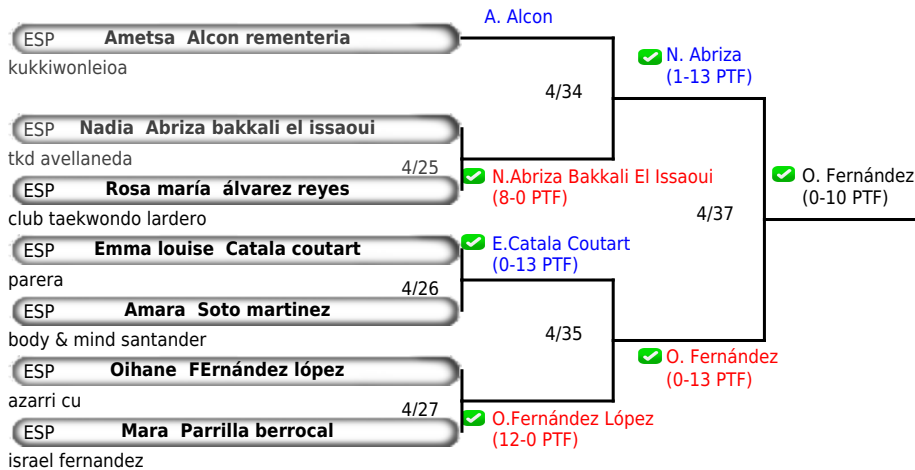 A. Alcon
ESP Ametsa Alcon rementeria
kukkiwonleioa
N. Abriza
(1-13 PTF)
4/34
ESP Nadia Abriza bakkali el issaoui
tkd avellaneda
4/25
N.Abriza Bakkali El Issaoui
(8-0 PTF)
ESP Rosa maría álvarez reyes
club taekwondo lardero
O. Fernández
(0-10 PTF)
4/37
ESP Emma louise Catala coutart
parera
E.Catala Coutart
(0-13 PTF)
4/26
ESP Amara Soto martinez
body & mind santander
4/35
O. Fernández
(0-13 PTF)
ESP Oihane FErnández lópez
azarri cu
4/27
O.Fernández López
(12-0 PTF)
ESP Mara Parrilla berrocal
israel fernandez